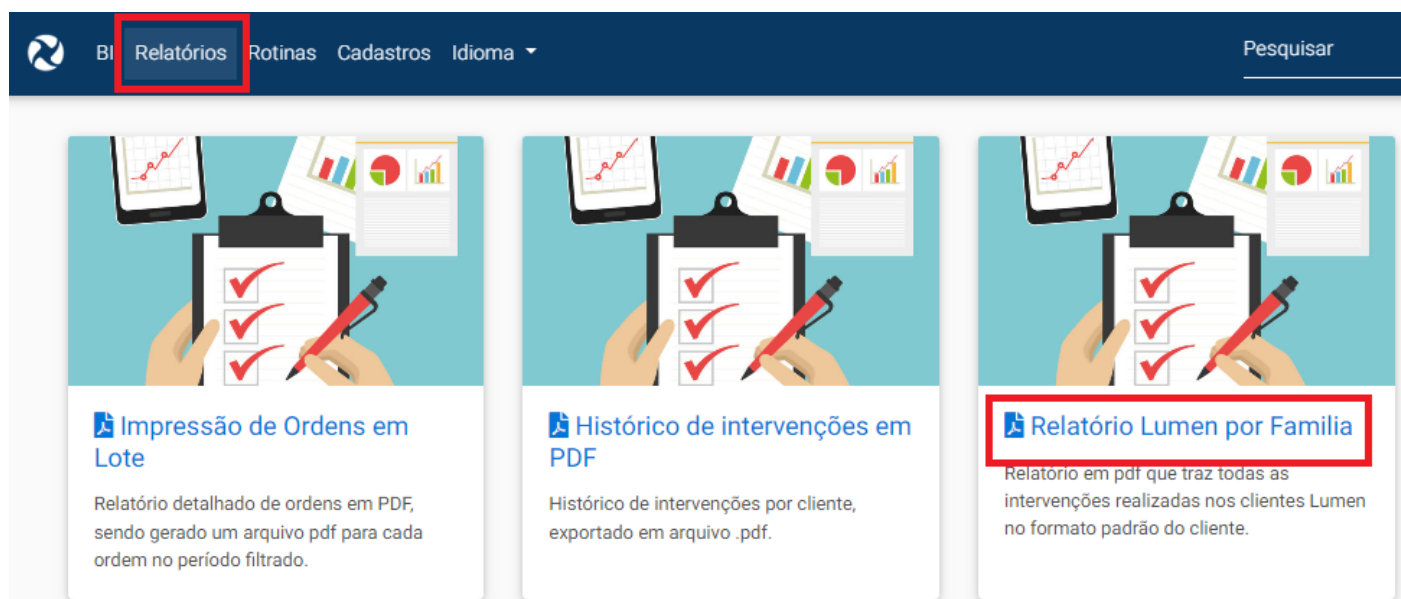 BI Relatórios Rotinas Cadastros Idioma
Pesquisar
Impressão de Ordens em
Lote
Relatório detalhado de ordens em PDF,
sendo gerado um arquivo pdf para cada
ordem no período filtrado.
Histórico de intervenções em
PDF
Histórico de intervenções por cliente,
exportado em arquivo .pdf.
Relatório Lumen por Familia
Relatório em pdf que traz todas as
intervenções realizadas nos clientes Lumen
no formato padrão do cliente.